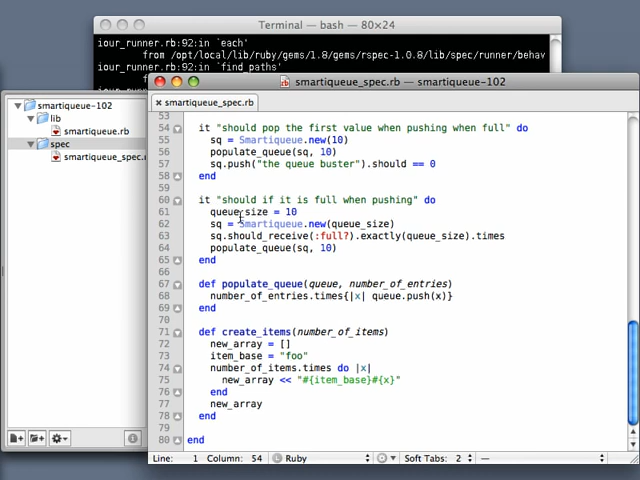 Terminal — bash — 80×24
iour_runner.rb:92:in `each'
from /opt/local/lib/ruby/gems/1.8/gems/rspec-1.0.8/lib/spec/runner/behav
iour_runner.rb:92:in `find_paths'
smartiqueue_spec.rb — smartiqueue-102
smartiqueue-102
lib
smartiqueue.rb
spec
smartiqueue_spec.r
smartiqueue_spec.rb
53
54 it "should pop the first value when pushing when full" do
55 sq = Smartiqueue.new(10)
56 populate_queue(sq, 10)
57 sq.push("the queue buster").should == 0
58 end
59
60 it "should if it is full when pushing" do
61 queue_size = 10
62 sq = Smartiqueue.new(queue_size)
63 sq.should_receive(:full?).exactly(queue_size).times
64 populate_queue(sq, 10)
65 end
66
67 def populate_queue(queue, number_of_entries)
68 number_of_entries.times{|x| queue.push(x)}
69 end
70
71 def create_items(number_of_items)
72 new_array = []
73 item_base = "foo"
74 number_of_items.times do |x|
75 new_array << "#{item_base}#{x}"
76 end
77 new_array
78 end
79
80 end
Line: 1 Column: 54 Ruby Soft Tabs: 2 —